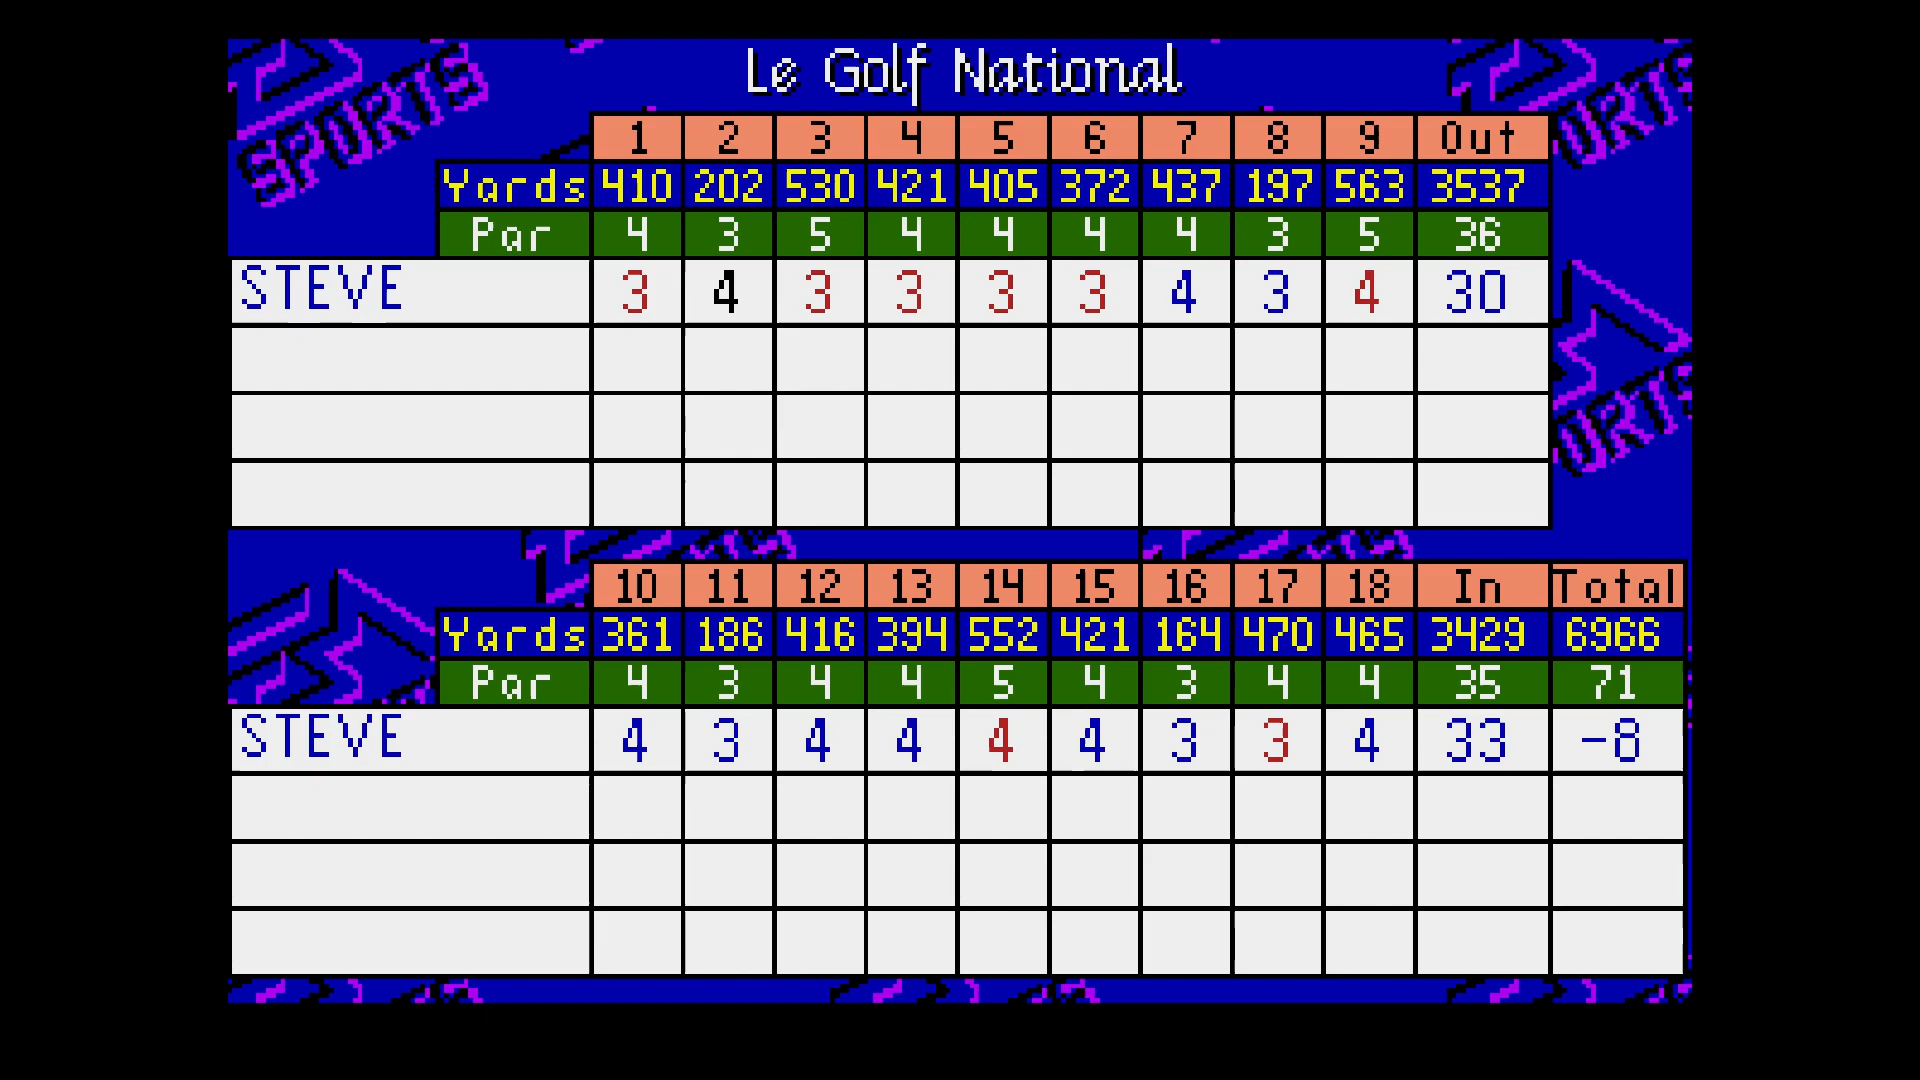 Le Golf National
SPORTS
1 2 3 4 5 6 7 8 9 Out
Yards 410 202 530 421 405 372 437 197 563 3537
Par 4 3 5 4 4 4 4 3 5 36
STEVE 3 4 3 3 3 3 4 3 4 30
10 11 12 13 14 15 16 17 18 In Total
Yards 361 186 416 394 552 421 164 470 465 3429 6966
Par 4 3 4 4 5 4 3 4 4 35 71
STEVE 4 3 4 4 4 4 3 3 4 33 -8